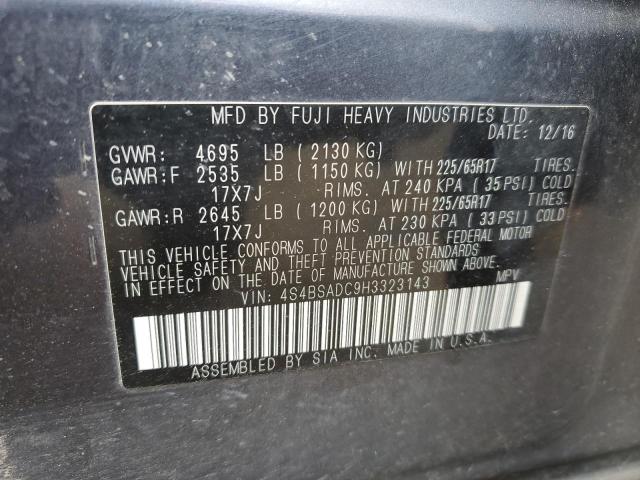 MFD BY FUJI HEAVY INDUSTRIES LTD.
DATE: 12/16
GVWR: 4695 LB (2130 KG)
GAWR:F 2535 LB (1150 KG) WITH 225/65R17 TIRES.
17X7J RIMS. AT 240 KPA (35 PSI) COLD
GAWR:R 2645 LB (1200 KG) WITH 225/65R17 TIRES.
17X7J RIMS. AT 230 KPA (33 PSI) COLD
THIS VEHICLE CONFORMS TO ALL APPLICABLE FEDERAL MOTOR
VEHICLE SAFETY AND THEFT PREVENTION STANDARDS
IN EFFECT ON THE DATE OF MANUFACTURE SHOWN ABOVE.
VIN: 4S4BSADC9H3323143 MPV
ASSEMBLED BY SIA INC. MADE IN U.S.A.